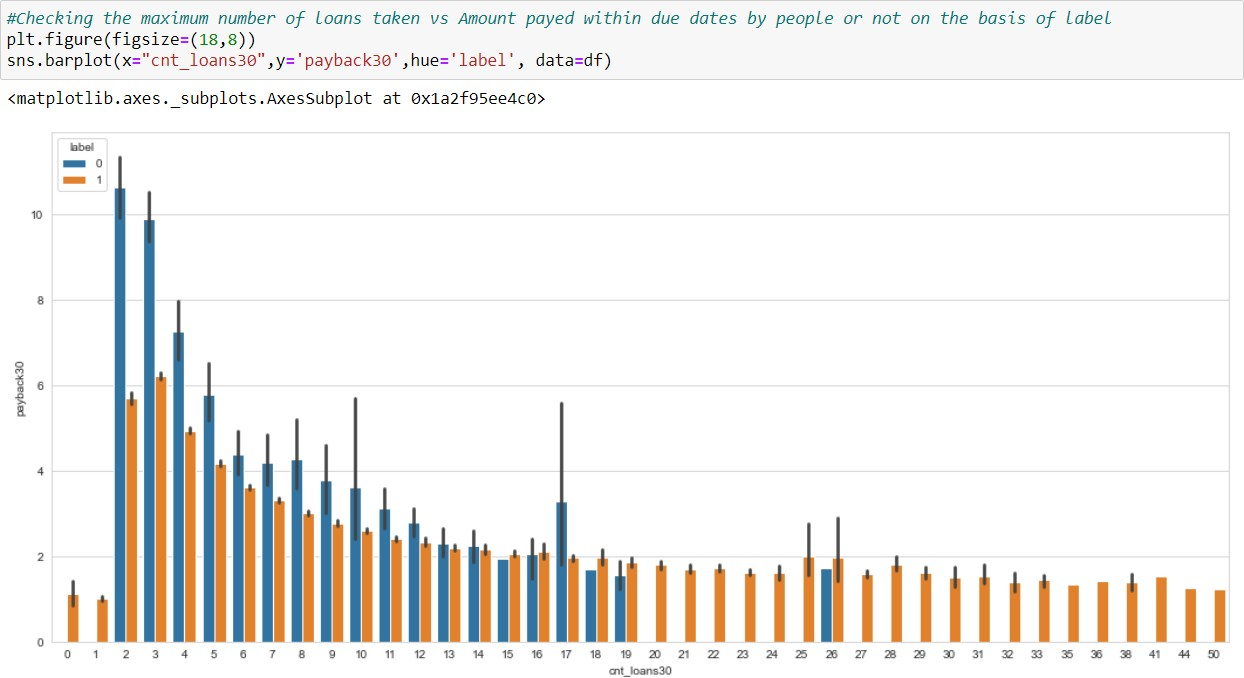 #Checking the maximum number of loans taken vs Amount payed within due dates by people or not on the basis of label
plt.figure(figsize=(18,8))
sns.barplot(x="cnt_loans30",y='payback30',hue='label', data=df)
<matplotlib.axes._subplots.AxesSubplot at 0x1a2f95ee4c0>
label
0
1
10
8
6
4
2
0
payback30
0 1 2 3 4 5 6 7 8 9 10 11 12 13 14 15 16 17 18 19 20 21 22 23 24 25 26 27 28 29 30 31 32 33 35 36 38 41 44 50
cnt_loans30